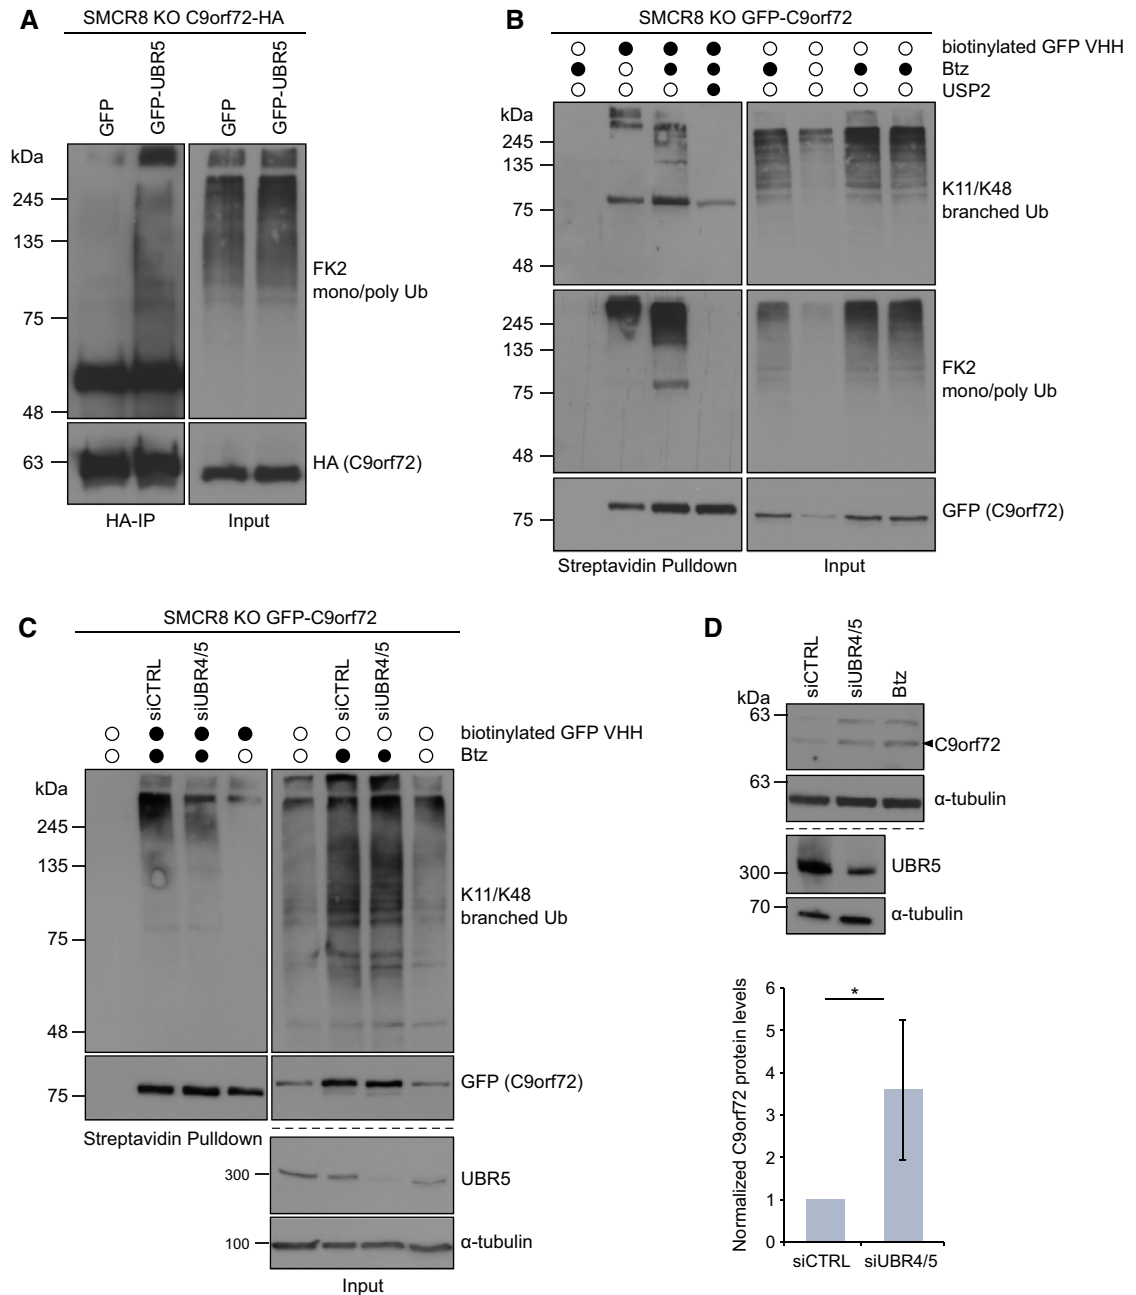 A
SMCR8 KO C9orf72-HA
GFP
GFP-UBR5
GFP
GFP-UBR5
kDa
245
135
75
48
63
FK2
mono/poly Ub
HA (C9orf72)
HA-IP
Input
B
SMCR8 KO GFP-C9orf72
biotinylated GFP VHH
Btz
USP2
kDa
245
135
75
48
K11/K48
branched Ub
245
135
75
48
FK2
mono/poly Ub
75
GFP (C9orf72)
Streptavidin Pulldown
Input
C
SMCR8 KO GFP-C9orf72
siCTRL
siUBR4/5
siCTRL
siUBR4/5
biotinylated GFP VHH
Btz
kDa
245
135
75
48
K11/K48
branched Ub
75
GFP (C9orf72)
Streptavidin Pulldown
300
UBR5
100
α-tubulin
Input
D
siCTRL
siUBR4/5
Btz
kDa
63
C9orf72
63
α-tubulin
300
UBR5
70
α-tubulin
Normalized C9orf72 protein levels
6
5
4
3
2
1
0
*
siCTRL
siUBR4/5